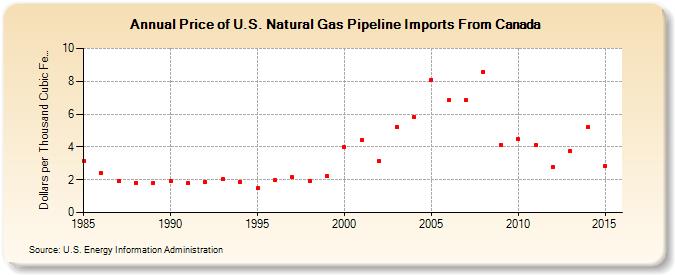 Annual Price of U.S. Natural Gas Pipeline Imports From Canada
Dollars per Thousand Cubic Fe...
10
8
6
4
2
0
1985 1990 1995 2000 2005 2010 2015
Source: U.S. Energy Information Administration